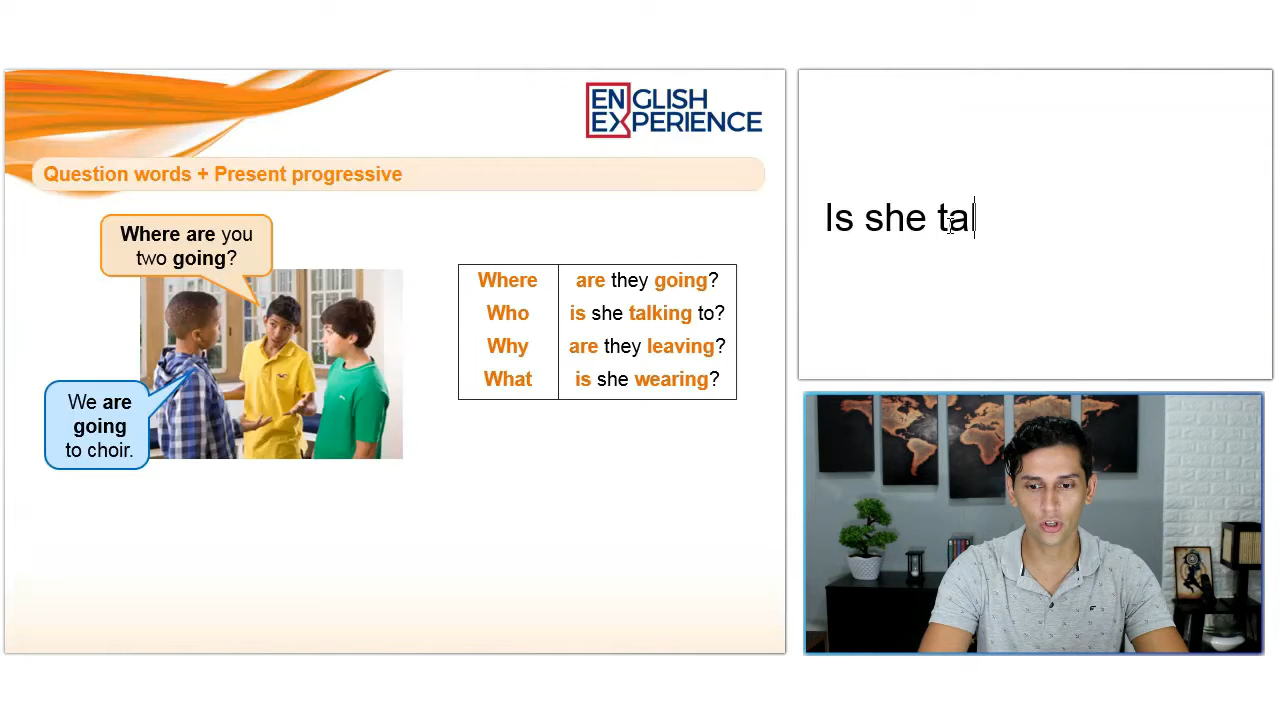 ENGLISH
EXPERIENCE
Question words + Present progressive
Where are you
two going?
We are
going
to choir.
Where are they going?
Who is she talking to?
Why are they leaving?
What is she wearing?
Is she tal